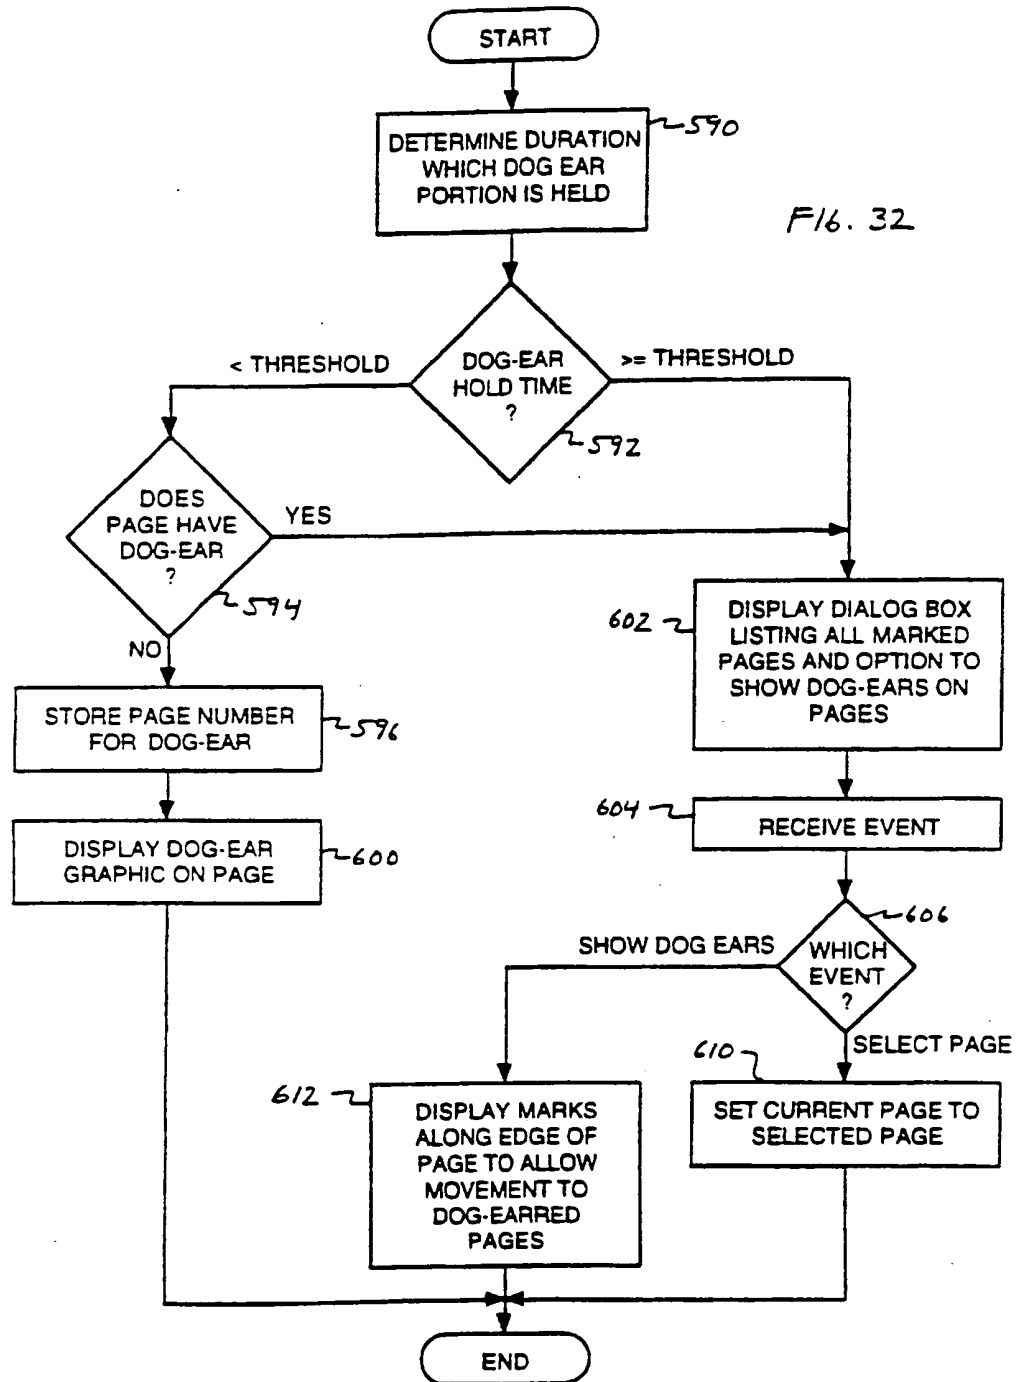 START
DETERMINE DURATION
WHICH DOG EAR
PORTION IS HELD
590
FIG. 32
< THRESHOLD
DOG-EAR
HOLD TIME
?
>= THRESHOLD
592
DOES
PAGE HAVE
DOG-EAR
?
YES
594
NO
602
DISPLAY DIALOG BOX
LISTING ALL MARKED
PAGES AND OPTION TO
SHOW DOG-EARS ON
PAGES
STORE PAGE NUMBER
FOR DOG-EAR
596
604
RECEIVE EVENT
DISPLAY DOG-EAR
GRAPHIC ON PAGE
600
606
SHOW DOG EARS
WHICH
EVENT
?
SELECT PAGE
610
612
DISPLAY MARKS
ALONG EDGE OF
PAGE TO ALLOW
MOVEMENT TO
DOG-EARRED
PAGES
SET CURRENT PAGE TO
SELECTED PAGE
END